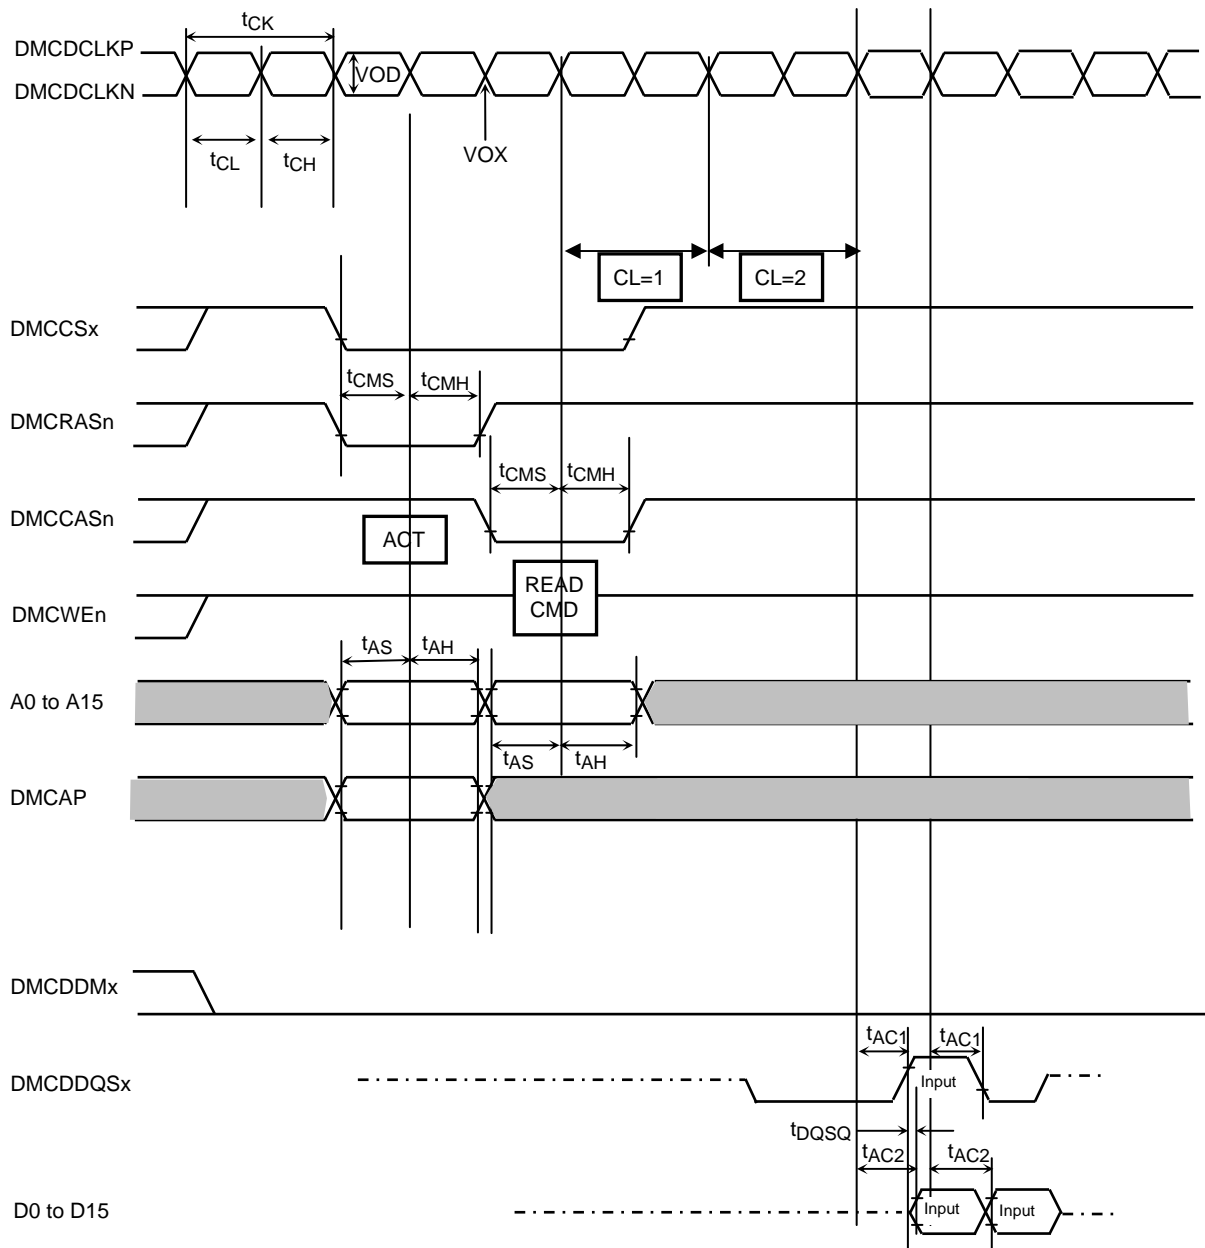 tCK
DMCDCLKP
VOD
DMCDCLKN
tCL
tCH
VOX
CL=1
CL=2
DMCCSx
tCMS
tCMH
DMCRASn
tCMS
tCMH
DMCCASn
ACT
READ
CMD
DMCWEn
tAS
tAH
A0 to A15
tAS
tAH
DMCAP
DMCDDMx
tAC1
tAC1
DMCDDQSx
Input
tDQSQ
tAC2
tAC2
D0 to D15
Input
Input